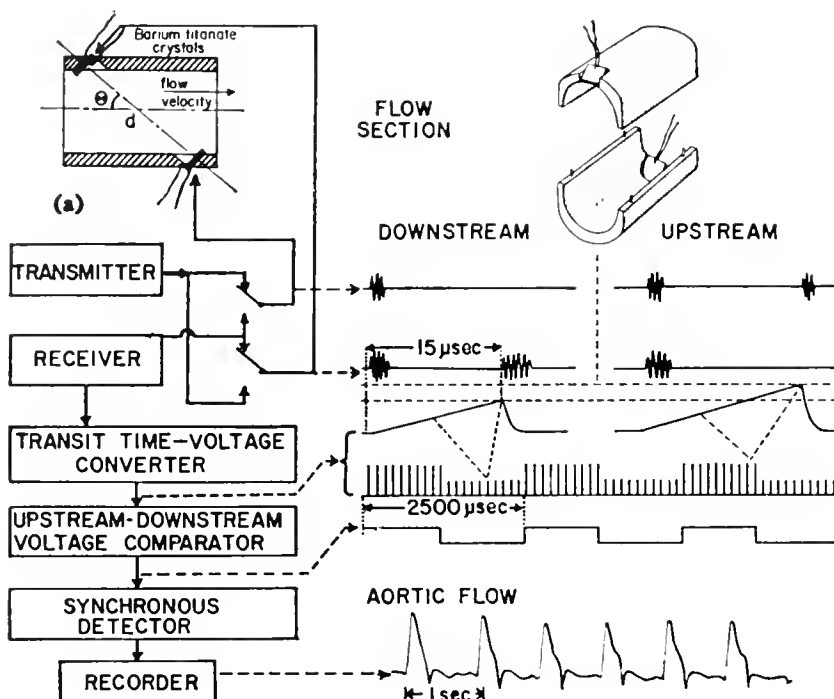 Barium titanate
crystals
flow
velocity
Θ
d
(a)
FLOW
SECTION
DOWNSTREAM
UPSTREAM
TRANSMITTER
RECEIVER
15 μsec
TRANSIT TIME-VOLTAGE
CONVERTER
2500 μsec
UPSTREAM-DOWNSTREAM
VOLTAGE COMPARATOR
SYNCHRONOUS
DETECTOR
AORTIC FLOW
RECORDER
1 sec